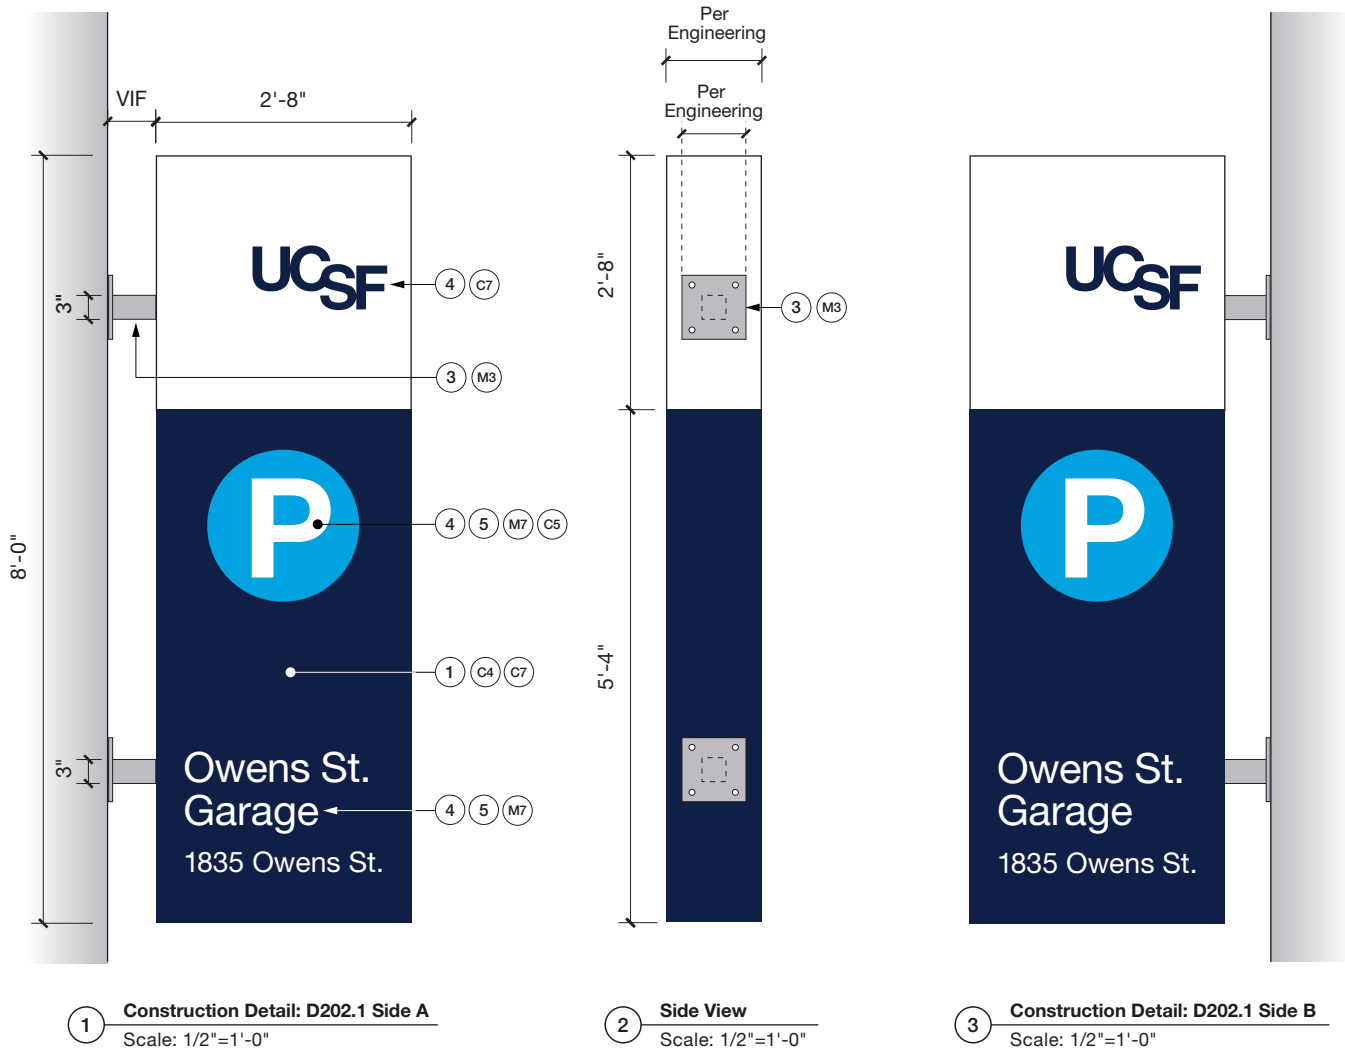 VIF
2'-8"
8'-0"
3"
3"
UCSF
4 C7
3 M3
P
4 5 M7 C5
1 C4 C7
Owens St.
Garage
4 5 M7
1835 Owens St.
1 Construction Detail: D202.1 Side A
Scale: 1/2"=1'-0"
Per
Engineering
Per
Engineering
2'-8"
3 M3
5'-4"
2 Side View
Scale: 1/2"=1'-0"
UCSF
P
Owens St.
Garage
1835 Owens St.
3 Construction Detail: D202.1 Side B
Scale: 1/2"=1'-0"